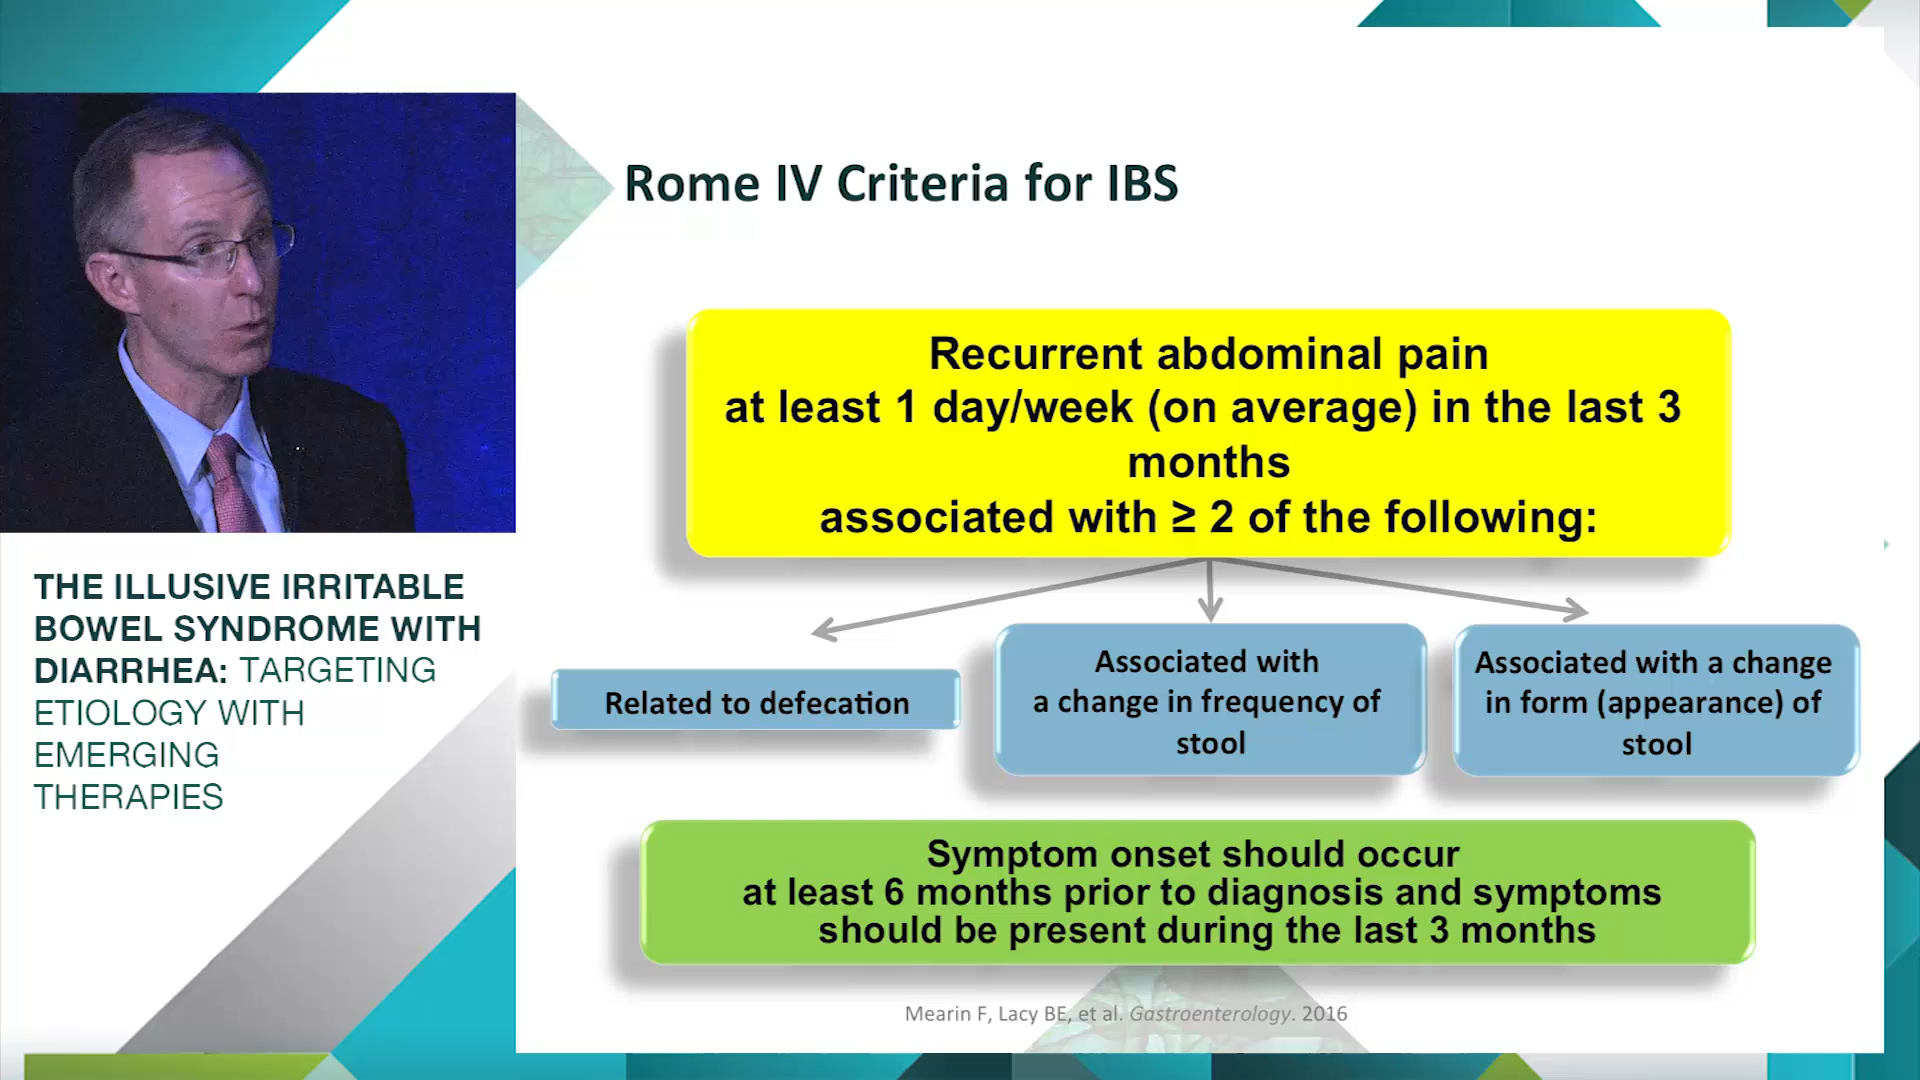 Rome IV Criteria for IBS
Recurrent abdominal pain
at least 1 day/week (on average) in the last 3
months
associated with ≥ 2 of the following:
Related to defecation
Associated with
a change in frequency of
stool
Associated with a change
in form (appearance) of
stool
Symptom onset should occur
at least 6 months prior to diagnosis and symptoms
should be present during the last 3 months
Mearin F, Lacy BE, et al. Gastroenterology. 2016
THE ILLUSIVE IRRITABLE
BOWEL SYNDROME WITH
DIARRHEA: TARGETING
ETIOLOGY WITH
EMERGING
THERAPIES